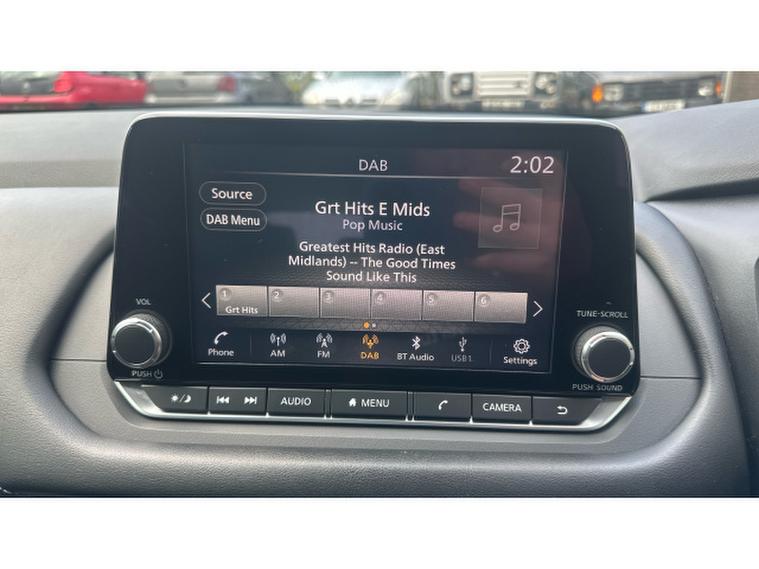 DAB
2:02
Source
DAB Menu
Grt Hits E Mids
Pop Music
Greatest Hits Radio (East
Midlands) -- The Good Times
Sound Like This
1 2 3 4 5 6
Grt Hits
VOL
PUSH
TUNE-SCROLL
PUSH SOUND
Phone
AM
FM
DAB
BT Audio
USB1
Settings
AUDIO
MENU
CAMERA